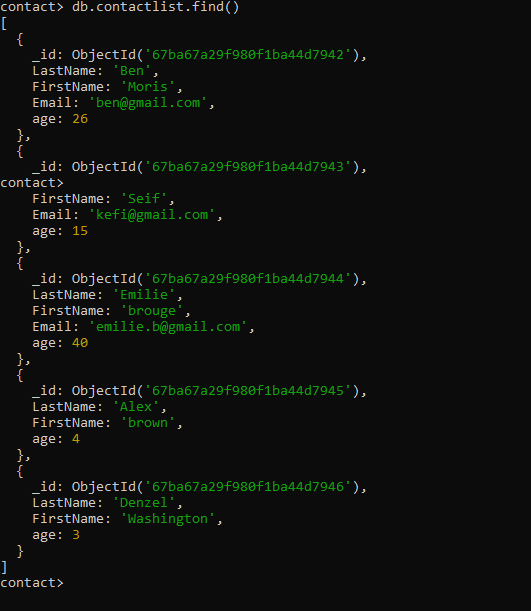 contact> db.contactlist.find()
[
  {
    _id: ObjectId('67ba67a29f980f1ba44d7942'),
    LastName: 'Ben',
    FirstName: 'Moris',
    Email: 'ben@gmail.com',
    age: 26
  },
  {
    _id: ObjectId('67ba67a29f980f1ba44d7943'),
contact>
    FirstName: 'Seif',
    Email: 'kefi@gmail.com',
    age: 15
  },
  {
    _id: ObjectId('67ba67a29f980f1ba44d7944'),
    LastName: 'Emilie',
    FirstName: 'brouge',
    Email: 'emilie.b@gmail.com',
    age: 40
  },
  {
    _id: ObjectId('67ba67a29f980f1ba44d7945'),
    LastName: 'Alex',
    FirstName: 'brown',
    age: 4
  },
  {
    _id: ObjectId('67ba67a29f980f1ba44d7946'),
    LastName: 'Denzel',
    FirstName: 'Washington',
    age: 3
  }
]
contact>